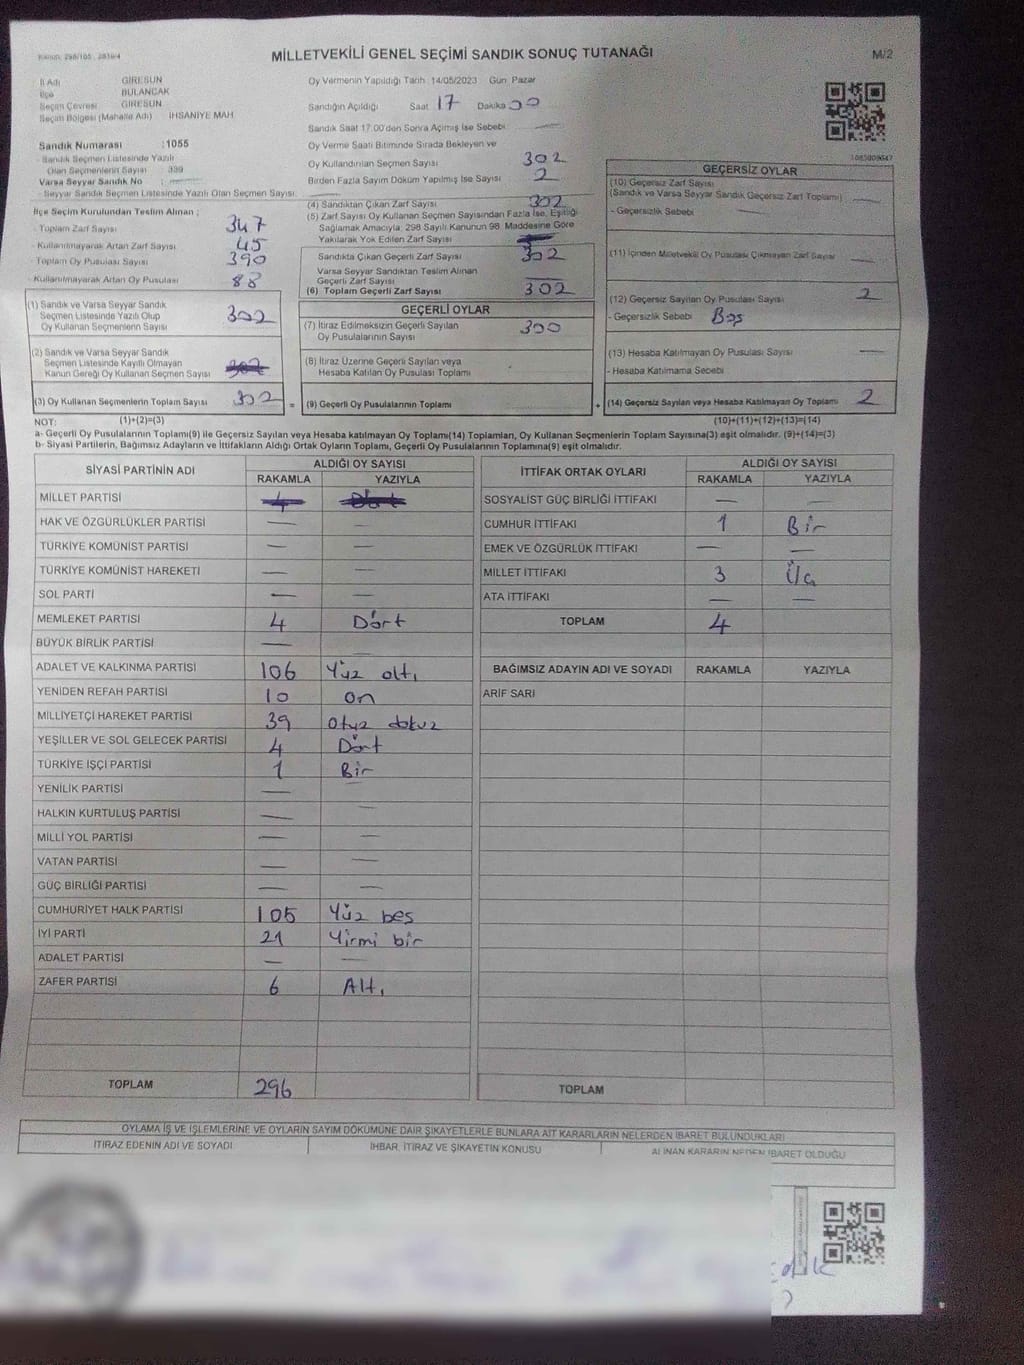 MİLLETVEKİLİ GENEL SEÇİMİ SANDIK SONUÇ TUTANAĞI
M/2
İl Adı GİRESUN
İlçe BULANCAK
Seçim Çevresi GİRESUN
Seçim Bölgesi (Mahalle Adı) İHSANİYE MAH
Sandık Numarası :1055
- Sandık Seçmen Listesinde Yazılı
Olan Seçmenlerin Sayısı 339
Varsa Seyyar Sandık No : —
- Seyyar Sandık Seçmen Listesinde Yazılı Olan Seçmen Sayısı: —
İlçe Seçim Kurulundan Teslim Alınan ;
- Toplam Zarf Sayısı 347
- Kullanılmayarak Artan Zarf Sayısı 45
- Toplam Oy Pusulası Sayısı 390
- Kullanılmayarak Artan Oy Pusulası 88
(1) Sandık ve Varsa Seyyar Sandık
Seçmen Listesinde Yazılı Olup
Oy Kullanan Seçmenlerin Sayısı 302
(2) Sandık ve Varsa Seyyar Sandık
Seçmen Listesinde Kayıtlı Olmayan
Kanun Gereği Oy Kullanan Seçmen Sayısı
(3) Oy Kullanan Seçmenlerin Toplam Sayısı 302 =
Oy Vermenin Yapıldığı Tarih :14/05/2023 Gün: Pazar
Sandığın Açıldığı Saat 17 Dakika 00
Sandık Saat 17:00'den Sonra Açılmış İse Sebebi —
Oy Verme Saati Bitiminde Sırada Bekleyen ve
Oy Kullandırılan Seçmen Sayısı 302
Birden Fazla Sayım Döküm Yapılmış İse Sayısı 2
(4) Sandıktan Çıkan Zarf Sayısı 302
(5) Zarf Sayısı Oy Kullanan Seçmen Sayısından Fazla İse, Eşitliği
Sağlamak Amacıyla; 298 Sayılı Kanunun 98. Maddesine Göre
Yakılarak Yok Edilen Zarf Sayısı
Sandıkta Çıkan Geçerli Zarf Sayısı 302
Varsa Seyyar Sandıktan Teslim Alınan
Geçerli Zarf Sayısı
(6) Toplam Geçerli Zarf Sayısı 302
GEÇERLİ OYLAR
(7) İtiraz Edilmeksizin Geçerli Sayılan
Oy Pusulalarının Sayısı 300
(8) İtiraz Üzerine Geçerli Sayılan veya
Hesaba Katılan Oy Pusulası Toplamı
(9) Geçerli Oy Pusulalarının Toplamı +
GEÇERSİZ OYLAR
(10) Geçersiz Zarf Sayısı
(Sandık ve Varsa Seyyar Sandık Geçersiz Zarf Toplamı) —
- Geçersizlik Sebebi —
(11) İçinden Milletvekili Oy Pusulası Çıkmayan Zarf Sayısı —
(12) Geçersiz Sayılan Oy Pusulası Sayısı 2
- Geçersizlik Sebebi Boş
(13) Hesaba Katılmayan Oy Pusulası Sayısı —
- Hesaba Katılmama Sebebi
(14) Geçersiz Sayılan veya Hesaba Katılmayan Oy Toplamı 2
NOT: (1)+(2)=(3) (10)+(11)+(12)+(13)=(14)
a- Geçerli Oy Pusulalarının Toplamı(9) ile Geçersiz Sayılan veya Hesaba katılmayan Oy Toplamı(14) Toplamları, Oy Kullanan Seçmenlerin Toplam Sayısına(3) eşit olmalıdır. (9)+(14)=(3)
b- Siyasi Partilerin, Bağımsız Adayların ve İttifakların Aldığı Ortak Oyların Toplamı, Geçerli Oy Pusulalarının Toplamına(9) eşit olmalıdır.
SİYASİ PARTİNİN ADI ALDIĞI OY SAYISI
RAKAMLA YAZIYLA
MİLLET PARTİSİ 4 Dört
HAK VE ÖZGÜRLÜKLER PARTİSİ — —
TÜRKİYE KOMÜNİST PARTİSİ — —
TÜRKİYE KOMÜNİST HAREKETİ — —
SOL PARTİ — —
MEMLEKET PARTİSİ 4 Dört
BÜYÜK BİRLİK PARTİSİ — —
ADALET VE KALKINMA PARTİSİ 106 Yüz altı
YENİDEN REFAH PARTİSİ 10 On
MİLLİYETÇİ HAREKET PARTİSİ 39 Otuz dokuz
YEŞİLLER VE SOL GELECEK PARTİSİ 4 Dört
TÜRKİYE İŞÇİ PARTİSİ 1 Bir
YENİLİK PARTİSİ — —
HALKIN KURTULUŞ PARTİSİ — —
MİLLİ YOL PARTİSİ — —
VATAN PARTİSİ — —
GÜÇ BİRLİĞİ PARTİSİ — —
CUMHURİYET HALK PARTİSİ 105 Yüz beş
İYİ PARTİ 21 Yirmi bir
ADALET PARTİSİ — —
ZAFER PARTİSİ 6 Altı
TOPLAM 296
İTTİFAK ORTAK OYLARI ALDIĞI OY SAYISI
RAKAMLA YAZIYLA
SOSYALİST GÜÇ BİRLİĞİ İTTİFAKI — —
CUMHUR İTTİFAKI 1 Bir
EMEK VE ÖZGÜRLÜK İTTİFAKI — —
MİLLET İTTİFAKI 3 Üç
ATA İTTİFAKI — —
TOPLAM 4
BAĞIMSIZ ADAYIN ADI VE SOYADI RAKAMLA YAZIYLA
ARİF SARI
TOPLAM
OYLAMA İŞ VE İŞLEMLERİNE VE OYLARIN SAYIM DÖKÜMÜNE DAİR ŞİKAYETLERLE BUNLARA AİT KARARLARIN NELERDEN İBARET BULUNDUKLARI
İTİRAZ EDENİN ADI VE SOYADI İHBAR, İTİRAZ VE ŞİKAYETİN KONUSU ALINAN KARARIN NEDEN İBARET OLDUĞU